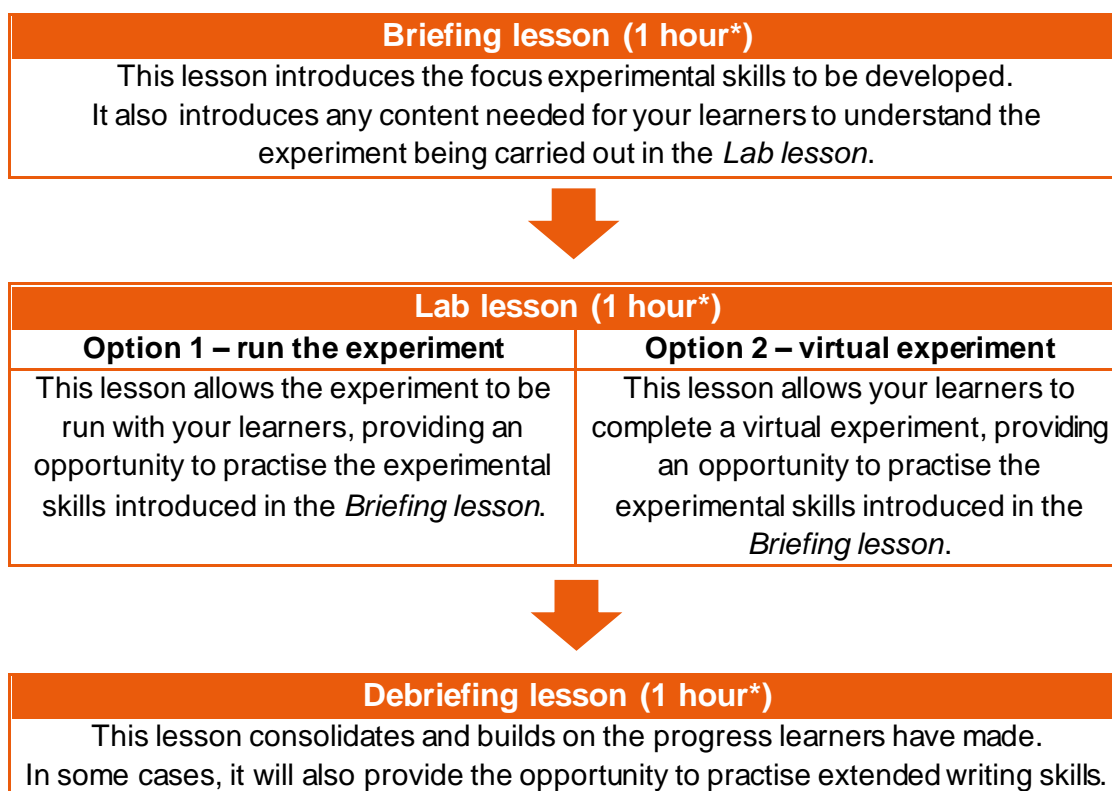 Briefing lesson (1 hour*)
This lesson introduces the focus experimental skills to be developed.
It also introduces any content needed for your learners to understand the
experiment being carried out in the Lab lesson.
Lab lesson (1 hour*)
Option 1 – run the experiment
This lesson allows the experiment to be
run with your learners, providing an
opportunity to practise the experimental
skills introduced in the Briefing lesson.
Option 2 – virtual experiment
This lesson allows your learners to
complete a virtual experiment, providing
an opportunity to practise the
experimental skills introduced in the
Briefing lesson.
Debriefing lesson (1 hour*)
This lesson consolidates and builds on the progress learners have made.
In some cases, it will also provide the opportunity to practise extended writing skills.